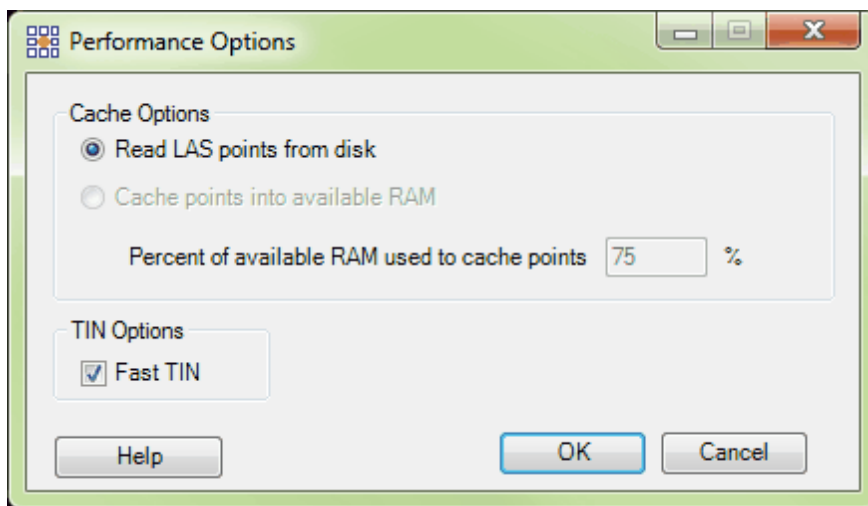 Performance Options
Cache Options
Read LAS points from disk
Cache points into available RAM
Percent of available RAM used to cache points 75 %
TIN Options
Fast TIN
Help OK Cancel